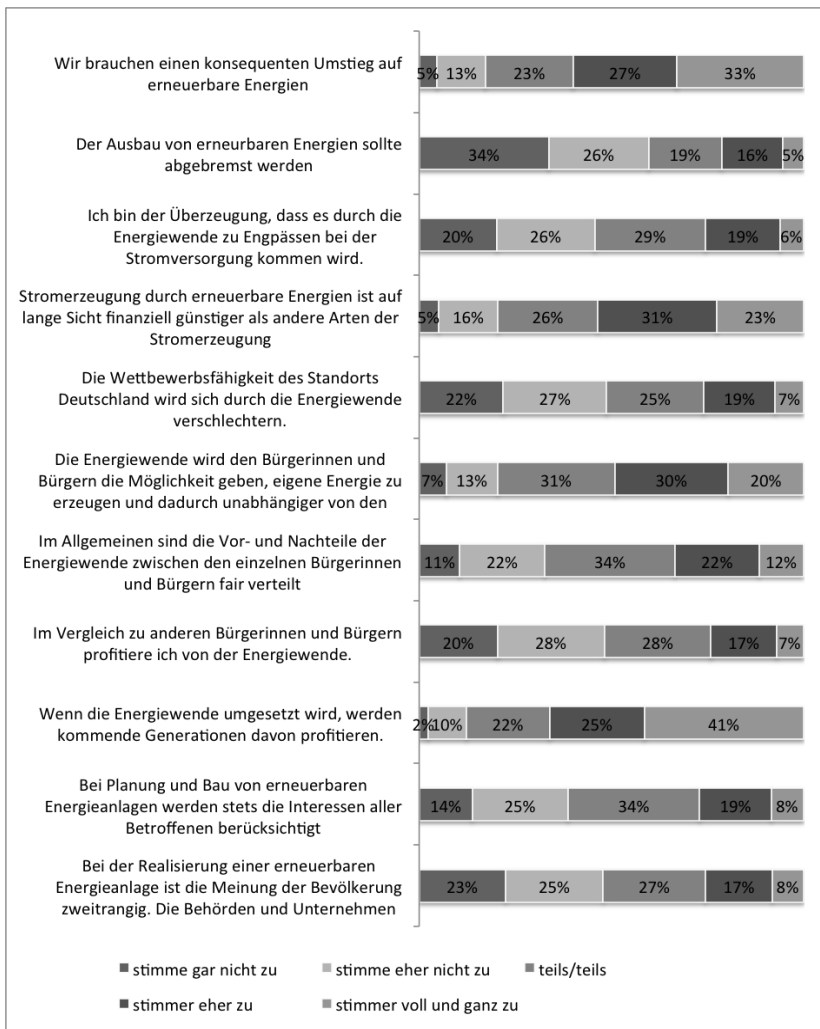 Wir brauchen einen konsequenten Umstieg auf
erneuerbare Energien
5% 13% 23% 27% 33%
Der Ausbau von erneurbaren Energien sollte
abgebremst werden
34% 26% 19% 16% 5%
Ich bin der Überzeugung, dass es durch die
Energiewende zu Engpässen bei der
Stromversorgung kommen wird.
20% 26% 29% 19% 6%
Stromerzeugung durch erneuerbare Energien ist auf
lange Sicht finanziell günstiger als andere Arten der
Stromerzeugung
5% 16% 26% 31% 23%
Die Wettbewerbsfähigkeit des Standorts
Deutschland wird sich durch die Energiewende
verschlechtern.
22% 27% 25% 19% 7%
Die Energiewende wird den Bürgerinnen und
Bürgern die Möglichkeit geben, eigene Energie zu
erzeugen und dadurch unabhängiger von den
7% 13% 31% 30% 20%
Im Allgemeinen sind die Vor- und Nachteile der
Energiewende zwischen den einzelnen Bürgerinnen
und Bürgern fair verteilt
11% 22% 34% 22% 12%
Im Vergleich zu anderen Bürgerinnen und Bürgern
profitiere ich von der Energiewende.
20% 28% 28% 17% 7%
Wenn die Energiewende umgesetzt wird, werden
kommende Generationen davon profitieren.
2% 10% 22% 25% 41%
Bei Planung und Bau von erneuerbaren
Energieanlagen werden stets die Interessen aller
Betroffenen berücksichtigt
14% 25% 34% 19% 8%
Bei der Realisierung einer erneuerbaren
Energieanlage ist die Meinung der Bevölkerung
zweitrangig. Die Behörden und Unternehmen
23% 25% 27% 17% 8%
stimme gar nicht zu stimme eher nicht zu teils/teils
stimmer eher zu stimmer voll und ganz zu